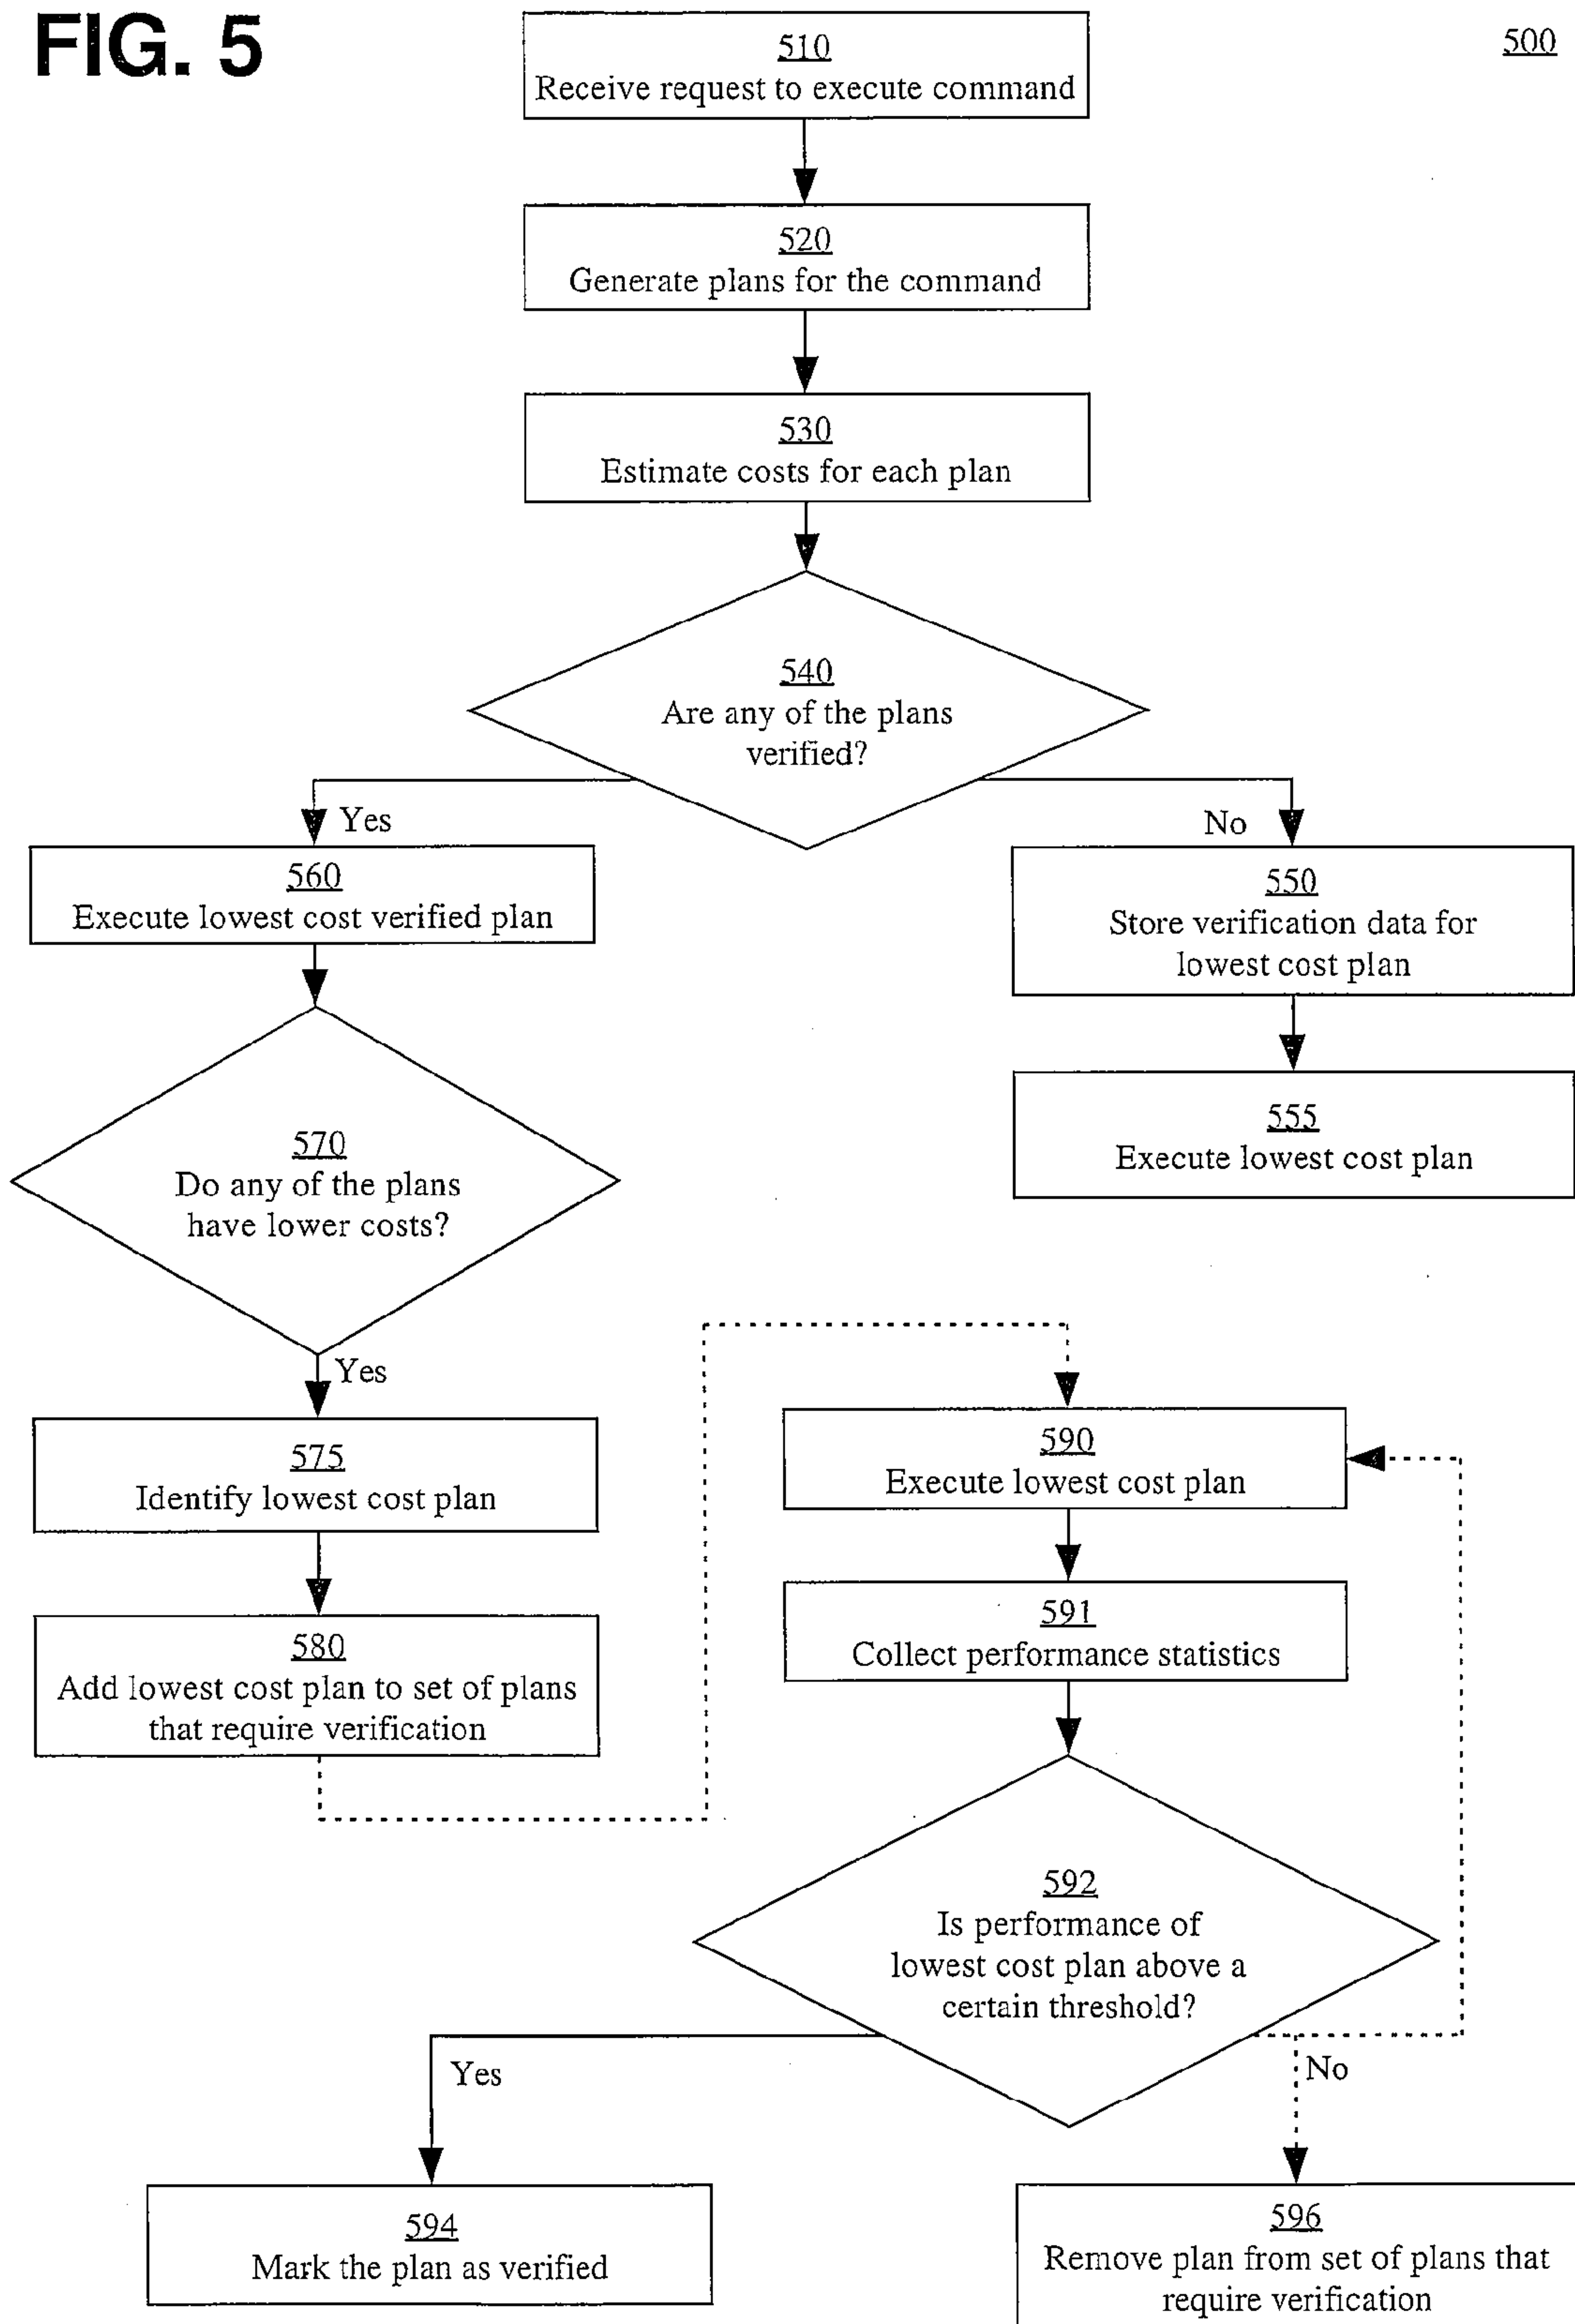 FIG. 5
500
510
Receive request to execute command
520
Generate plans for the command
530
Estimate costs for each plan
540
Are any of the plans
verified?
Yes
No
560
Execute lowest cost verified plan
550
Store verification data for
lowest cost plan
555
Execute lowest cost plan
570
Do any of the plans
have lower costs?
Yes
575
Identify lowest cost plan
580
Add lowest cost plan to set of plans
that require verification
590
Execute lowest cost plan
591
Collect performance statistics
592
Is performance of
lowest cost plan above a
certain threshold?
Yes
No
594
Mark the plan as verified
596
Remove plan from set of plans that
require verification